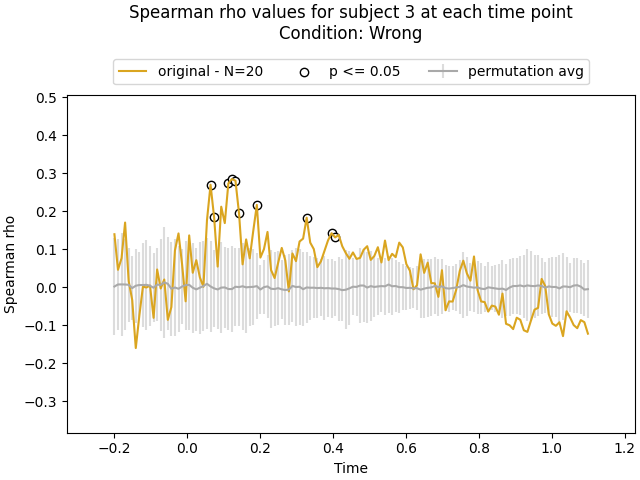 Spearman rho values for subject 3 at each time point
Condition: Wrong
original - N=20
p <= 0.05
permutation avg
0.5
0.4
0.3
0.2
0.1
0.0
−0.1
−0.2
−0.3
Spearman rho
−0.2
0.0
0.2
0.4
0.6
0.8
1.0
1.2
Time